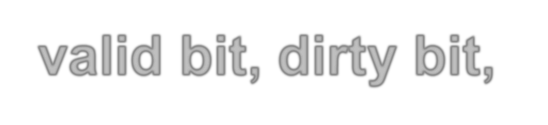 valid bit, dirty bit,